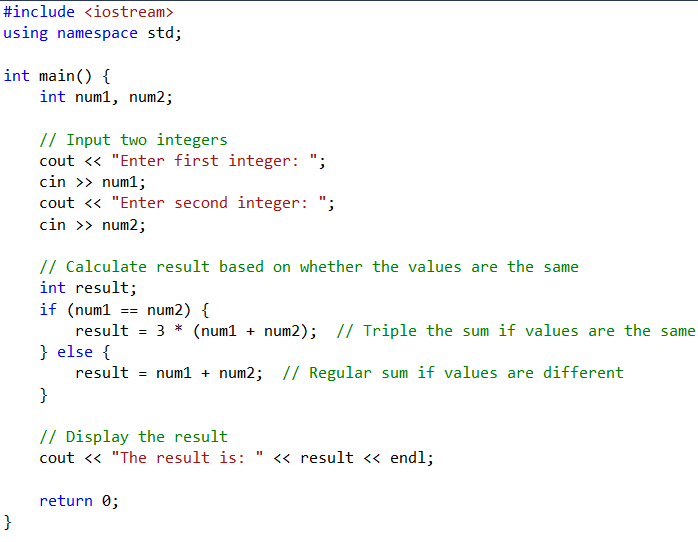 #include <iostream>
using namespace std;
int main() {
    int num1, num2;
    // Input two integers
    cout << "Enter first integer: ";
    cin >> num1;
    cout << "Enter second integer: ";
    cin >> num2;
    // Calculate result based on whether the values are the same
    int result;
    if (num1 == num2) {
        result = 3 * (num1 + num2);  // Triple the sum if values are the same
    } else {
        result = num1 + num2;  // Regular sum if values are different
    }
    // Display the result
    cout << "The result is: " << result << endl;
    return 0;
}